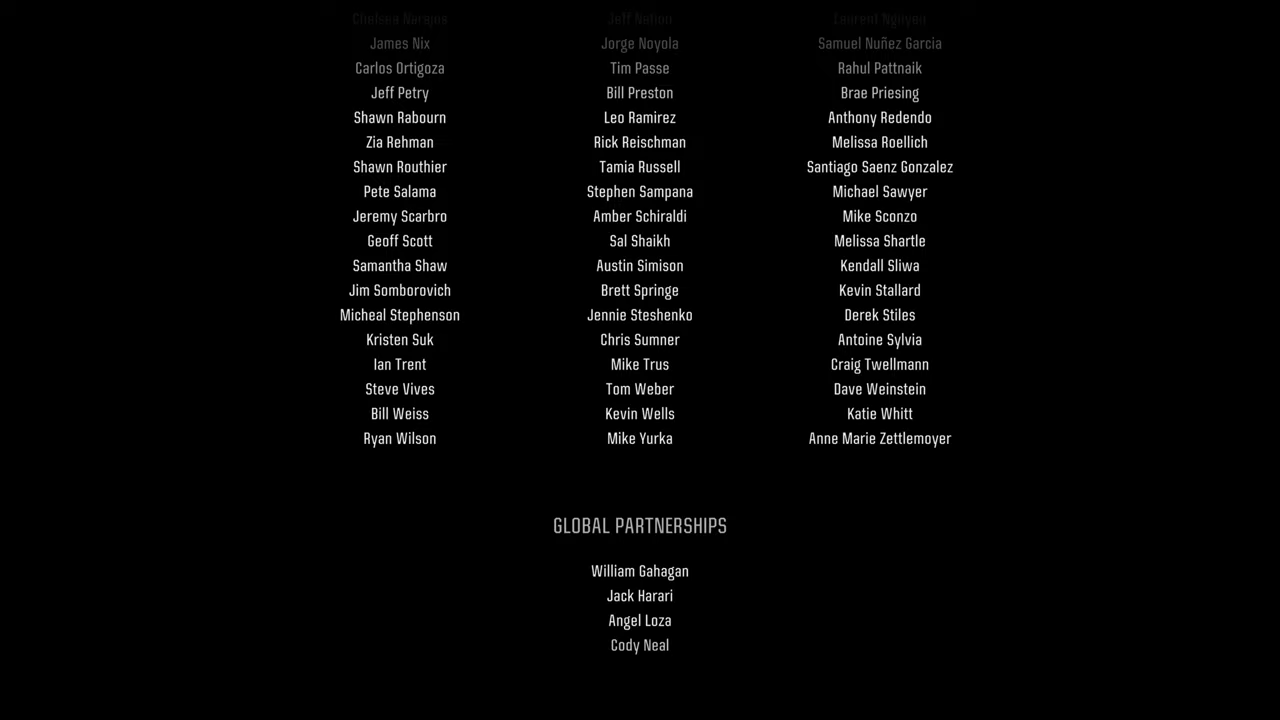 Chelsea Narajos Jeff Nation Laurent Nguyen
James Nix Jorge Noyola Samuel Nuñez Garcia
Carlos Ortigoza Tim Passe Rahul Pattnaik
Jeff Petry Bill Preston Brae Priesing
Shawn Rabourn Leo Ramirez Anthony Redendo
Zia Rehman Rick Reischman Melissa Roellich
Shawn Routhier Tamia Russell Santiago Saenz Gonzalez
Pete Salama Stephen Sampana Michael Sawyer
Jeremy Scarbro Amber Schiraldi Mike Sconzo
Geoff Scott Sal Shaikh Melissa Shartle
Samantha Shaw Austin Simison Kendall Sliwa
Jim Somborovich Brett Springe Kevin Stallard
Micheal Stephenson Jennie Steshenko Derek Stiles
Kristen Suk Chris Sumner Antoine Sylvia
Ian Trent Mike Trus Craig Twellmann
Steve Vives Tom Weber Dave Weinstein
Bill Weiss Kevin Wells Katie Whitt
Ryan Wilson Mike Yurka Anne Marie Zettlemoyer
GLOBAL PARTNERSHIPS
William Gahagan
Jack Harari
Angel Loza
Cody Neal